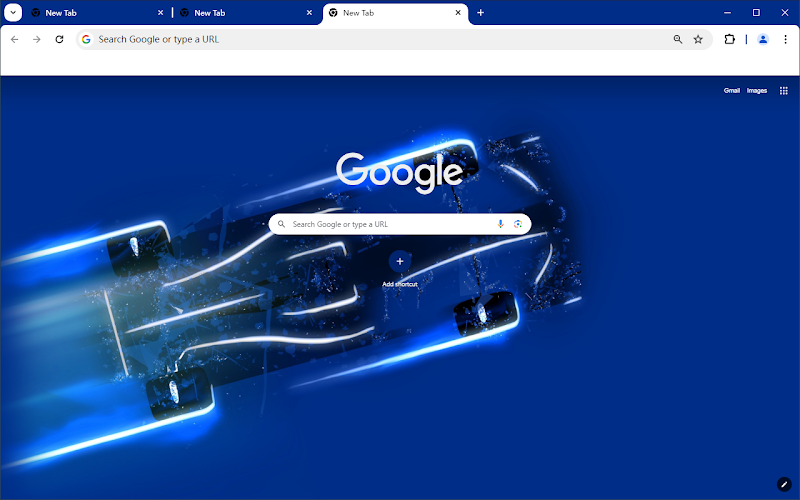 New Tab
New Tab
New Tab
Search Google or type a URL
Gmail Images
Google
Search Google or type a URL
Add shortcut